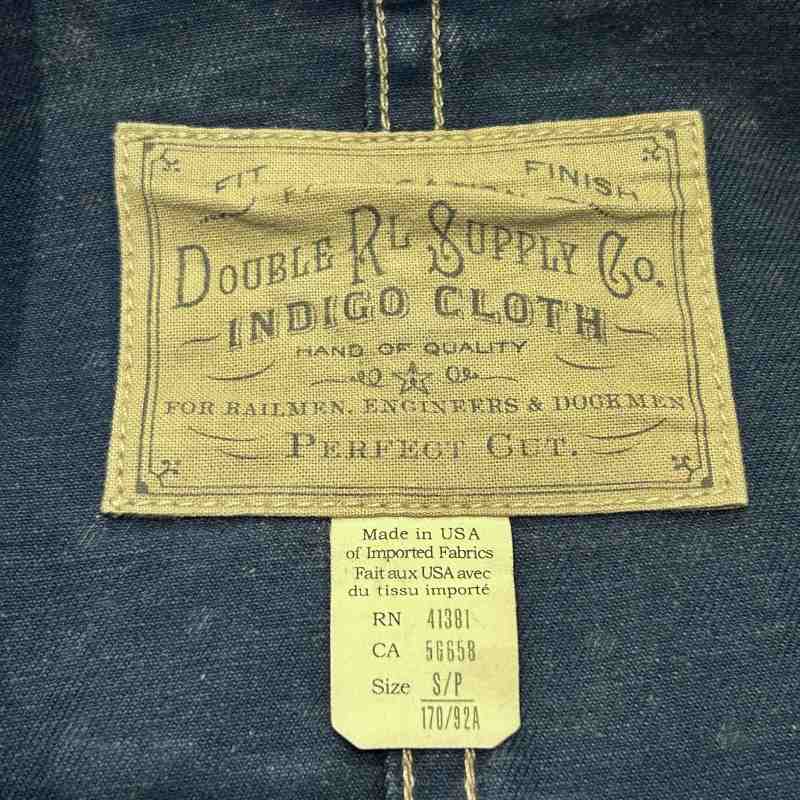 FIT FINISH
DOUBLE RL SUPPLY CO.
INDIGO CLOTH
HAND OF QUALITY
FOR RAILMEN, ENGINEERS & DOCKMEN
PERFECT CUT.
Made in USA
of Imported Fabrics
Fait aux USA avec
du tissu importé
RN 41381
CA 56658
Size S/P
170/92A